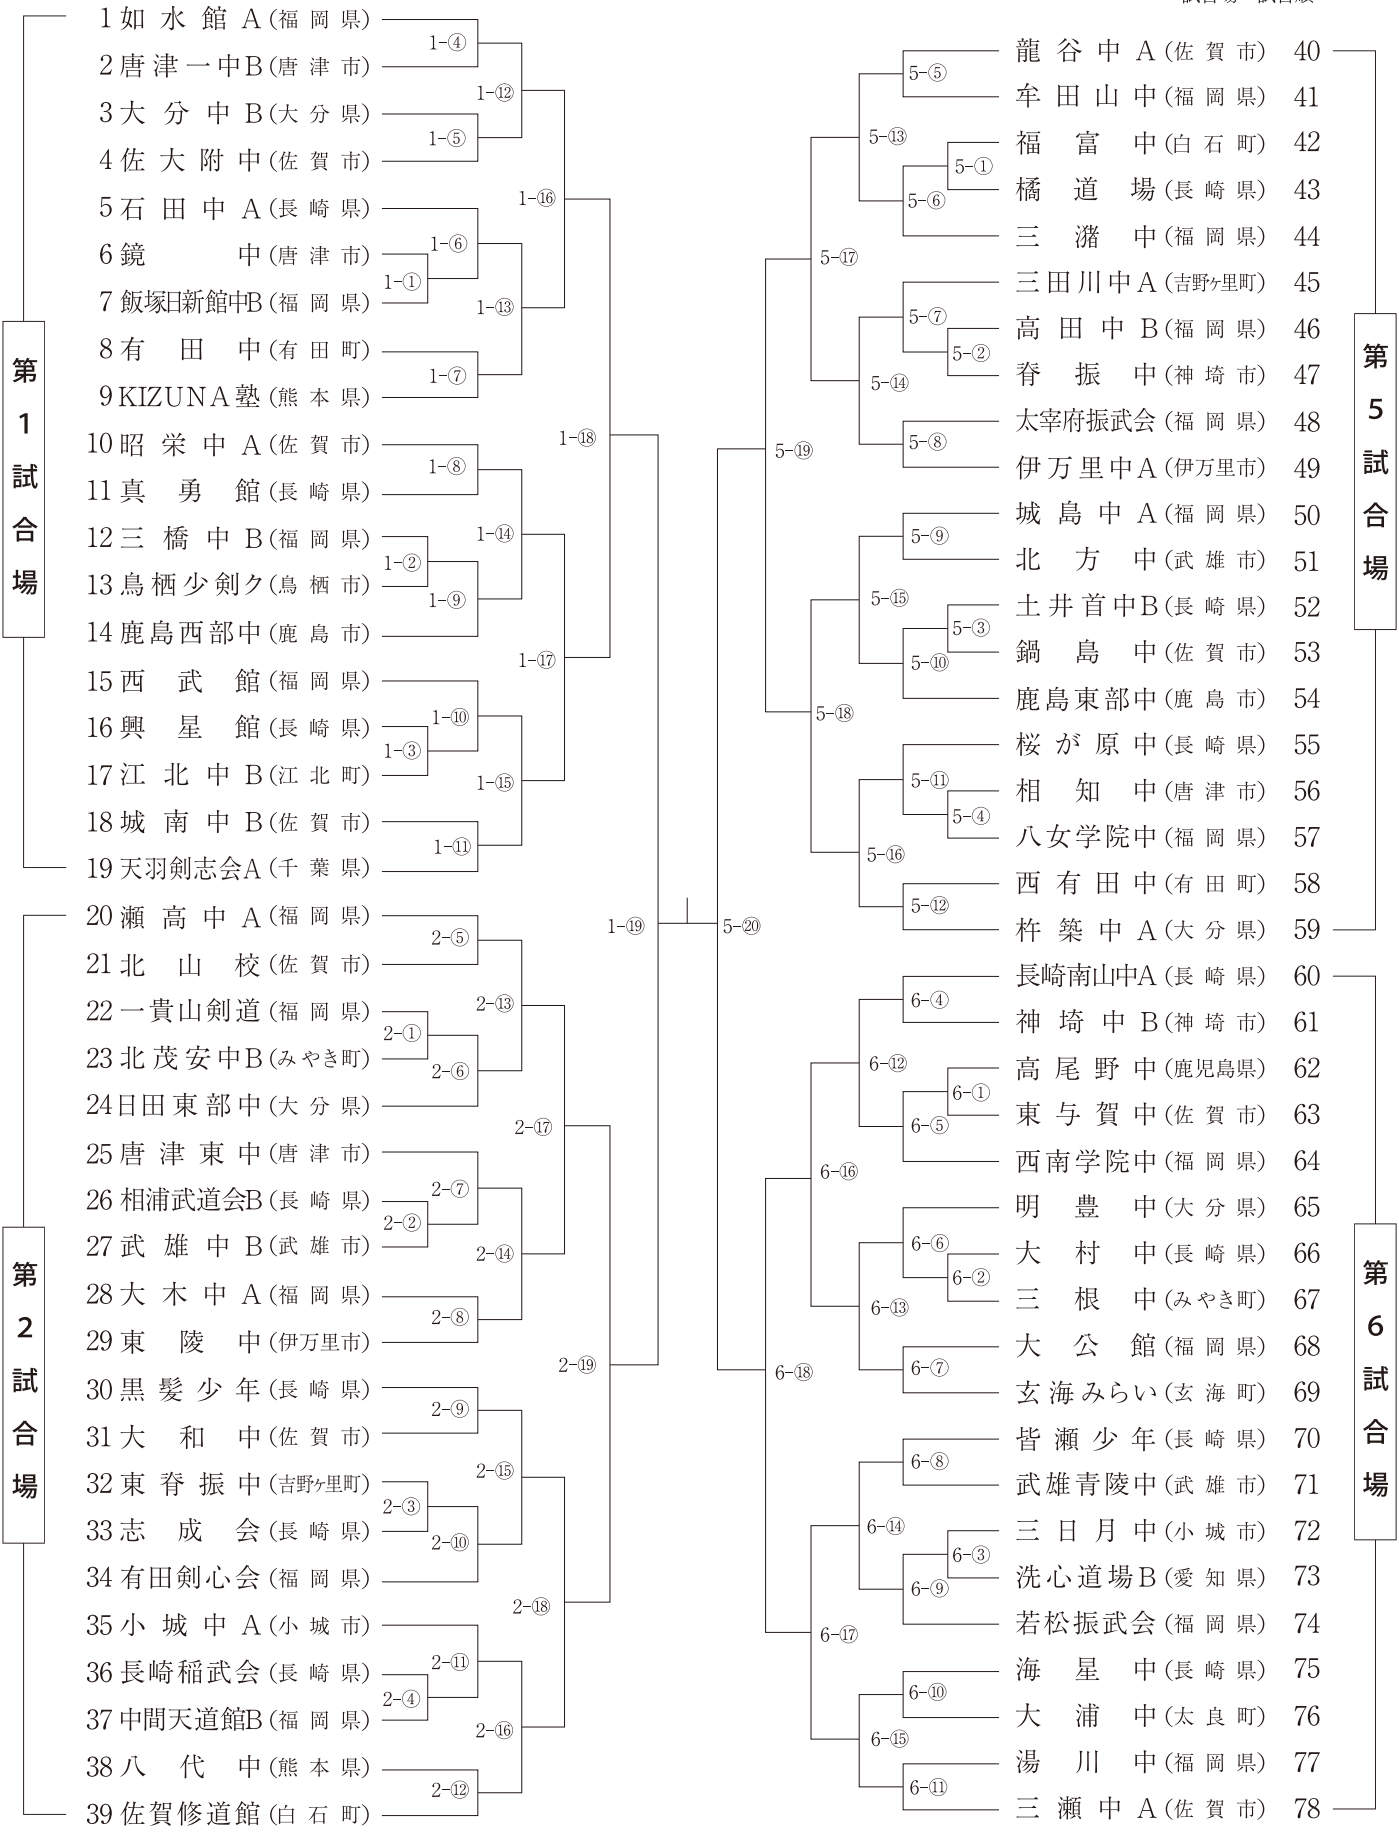 第1試合場
1 如水館A (福岡県)
2 唐津一中B (唐津市)
3 大分中B (大分県)
4 佐大附中 (佐賀市)
5 石田中A (長崎県)
6 鏡中 (唐津市)
7 飯塚日新館中B (福岡県)
8 有田中 (有田町)
9 KIZUNA塾 (熊本県)
10 昭栄中A (佐賀市)
11 真勇館 (長崎県)
12 三橋中B (福岡県)
13 鳥栖少剣ク (鳥栖市)
14 鹿島西部中 (鹿島市)
15 西武館 (福岡県)
16 興星館 (長崎県)
17 江北中B (江北町)
18 城南中B (佐賀市)
19 天羽剣志会A (千葉県)
1-④
1-⑫
1-⑤
1-⑯
1-⑥
1-①
1-⑬
1-⑦
1-⑱
1-⑧
1-⑭
1-②
1-⑨
1-⑰
1-⑩
1-③
1-⑮
1-⑪
第2試合場
20 瀬高中A (福岡県)
21 北山校 (佐賀市)
22 一貴山剣道 (福岡県)
23 北茂安中B (みやき町)
24 日田東部中 (大分県)
25 唐津東中 (唐津市)
26 相浦武道会B (長崎県)
27 武雄中B (武雄市)
28 大木中A (福岡県)
29 東陵中 (伊万里市)
30 黒髪少年 (長崎県)
31 大和中 (佐賀市)
32 東脊振中 (吉野ヶ里町)
33 志成会 (長崎県)
34 有田剣心会 (福岡県)
35 小城中A (小城市)
36 長崎稲武会 (長崎県)
37 中間天道館B (福岡県)
38 八代中 (熊本県)
39 佐賀修道館 (白石町)
1-⑲
2-⑤
2-⑬
2-①
2-⑥
2-⑰
2-⑦
2-②
2-⑭
2-⑧
2-⑲
2-⑨
2-⑮
2-③
2-⑩
2-⑱
2-⑪
2-④
2-⑯
2-⑫
龍谷中A (佐賀市) 40
牟田山中 (福岡県) 41
福富中 (白石町) 42
橘道場 (長崎県) 43
三潴中 (福岡県) 44
三田川中A (吉野ヶ里町) 45
高田中B (福岡県) 46
脊振中 (神埼市) 47
太宰府振武会 (福岡県) 48
伊万里中A (伊万里市) 49
城島中A (福岡県) 50
北方中 (武雄市) 51
土井首中B (長崎県) 52
鍋島中 (佐賀市) 53
鹿島東部中 (鹿島市) 54
桜が原中 (長崎県) 55
相知中 (唐津市) 56
八女学院中 (福岡県) 57
西有田中 (有田町) 58
杵築中A (大分県) 59
第5試合場
5-⑤
5-⑬
5-①
5-⑥
5-⑰
5-⑦
5-②
5-⑭
5-⑧
5-⑲
5-⑨
5-⑮
5-③
5-⑩
5-⑱
5-⑪
5-④
5-⑯
5-⑫
5-⑳
長崎南山中A (長崎県) 60
神埼中B (神埼市) 61
高尾野中 (鹿児島県) 62
東与賀中 (佐賀市) 63
西南学院中 (福岡県) 64
明豊中 (大分県) 65
大村中 (長崎県) 66
三根中 (みやき町) 67
大公館 (福岡県) 68
玄海みらい (玄海町) 69
皆瀬少年 (長崎県) 70
武雄青陵中 (武雄市) 71
三日月中 (小城市) 72
洗心道場B (愛知県) 73
若松振武会 (福岡県) 74
海星中 (長崎県) 75
大浦中 (太良町) 76
湯川中 (福岡県) 77
三瀬中A (佐賀市) 78
第6試合場
6-④
6-⑫
6-①
6-⑤
6-⑯
6-⑥
6-②
6-⑬
6-⑦
6-⑱
6-⑧
6-⑭
6-③
6-⑨
6-⑰
6-⑩
6-⑮
6-⑪